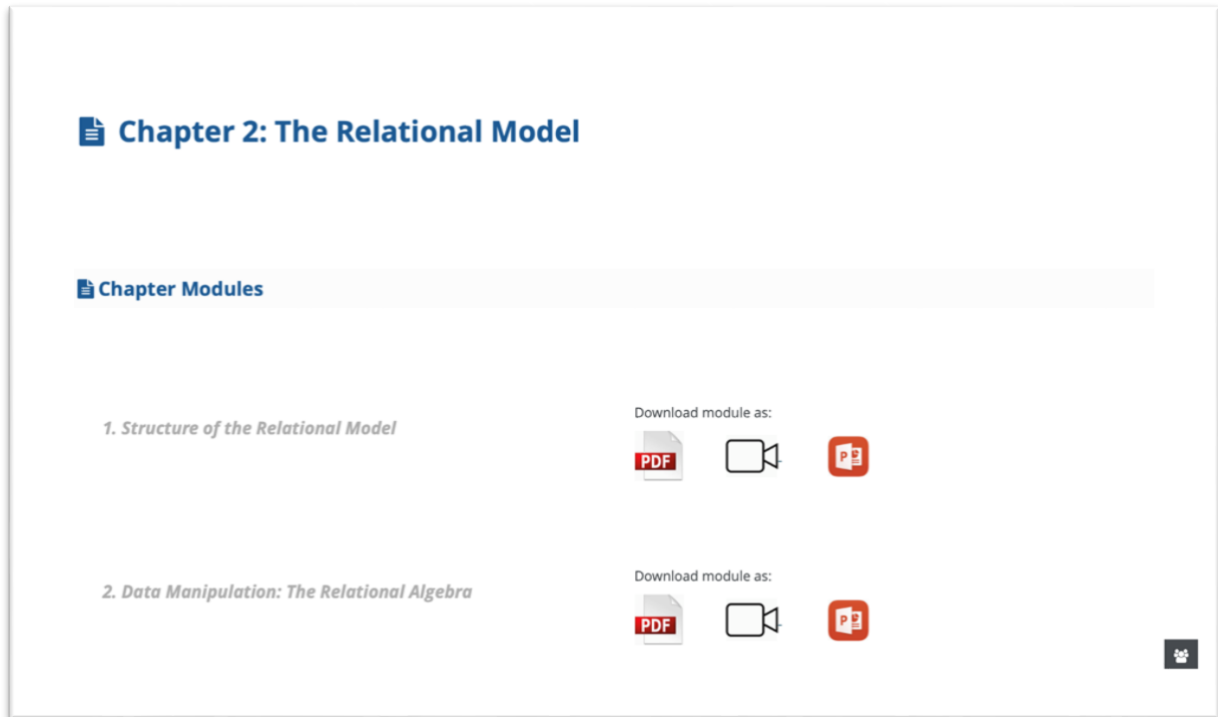 Chapter 2: The Relational Model
Chapter Modules
1. Structure of the Relational Model
Download module as:
PDF
P
2. Data Manipulation: The Relational Algebra
Download module as:
PDF
P